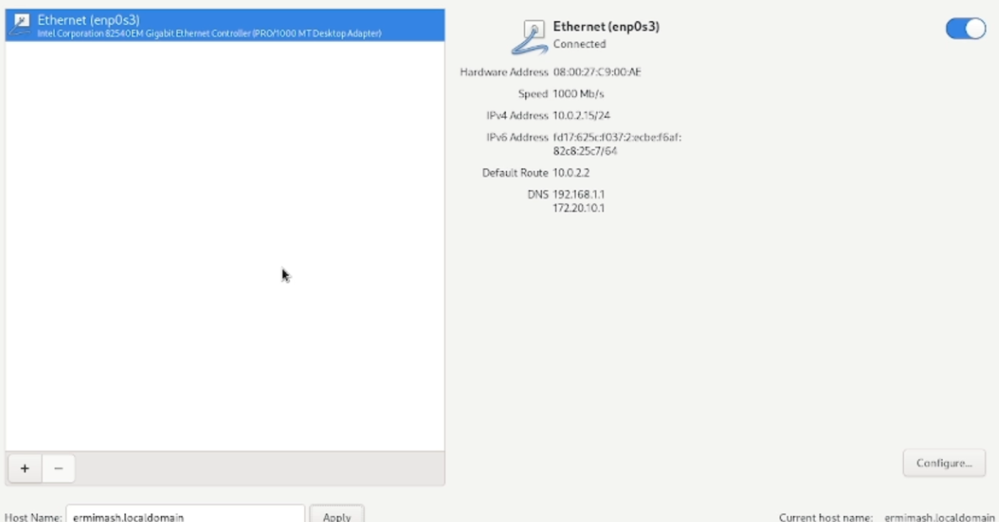 Ethernet (enp0s3)
Intel Corporation 82540EM Gigabit Ethernet Controller (PRO/1000 MT Desktop Adapter)
Ethernet (enp0s3)
Connected
Hardware Address 08:00:27:C9:00:AE
Speed 1000 Mb/s
IPv4 Address 10.0.2.15/24
IPv6 Address fd17:625c:f037:2:ecbe:f6af:
82c8:25c7/64
Default Route 10.0.2.2
DNS 192.168.1.1
172.20.10.1
+ −
Configure...
Host Name: ermimash.localdomain Apply
Current host name: ermimash.localdomain